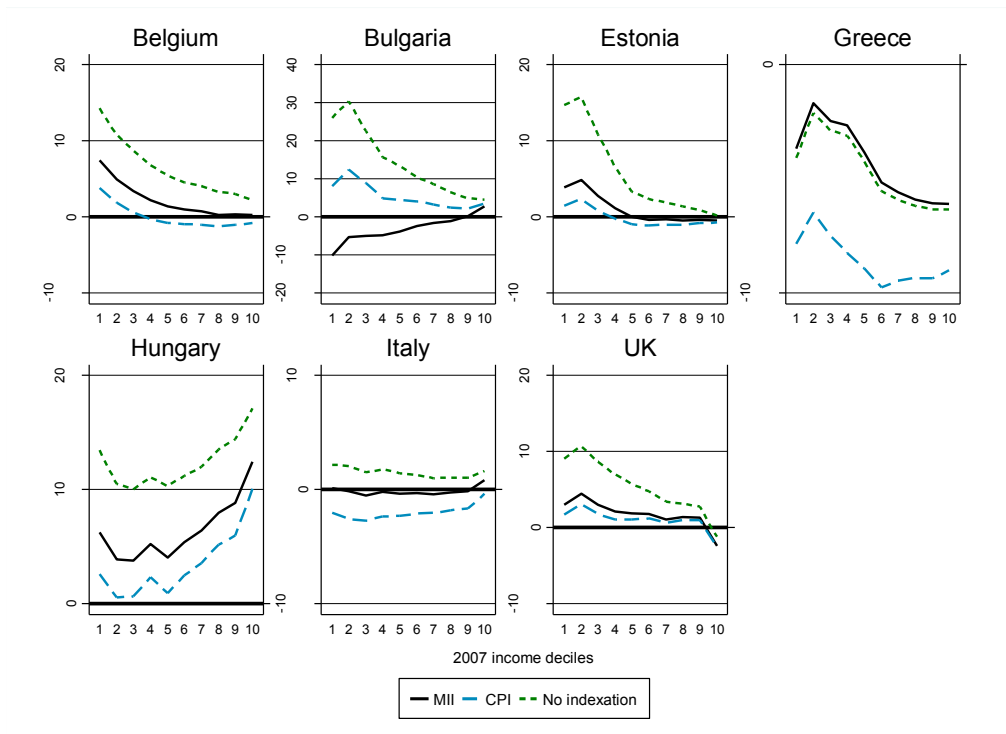 Belgium Bulgaria Estonia Greece
20 40 20 0
30
10 20 10
10
0 0 0
-10
-10 -20 -10 -10
1 2 3 4 5 6 7 8 9 10 1 2 3 4 5 6 7 8 9 10 1 2 3 4 5 6 7 8 9 10 1 2 3 4 5 6 7 8 9 10
Hungary Italy UK
20 10 20
10 0 10
0
0 -10 -10
1 2 3 4 5 6 7 8 9 10 1 2 3 4 5 6 7 8 9 10 1 2 3 4 5 6 7 8 9 10
2007 income deciles
MII CPI No indexation